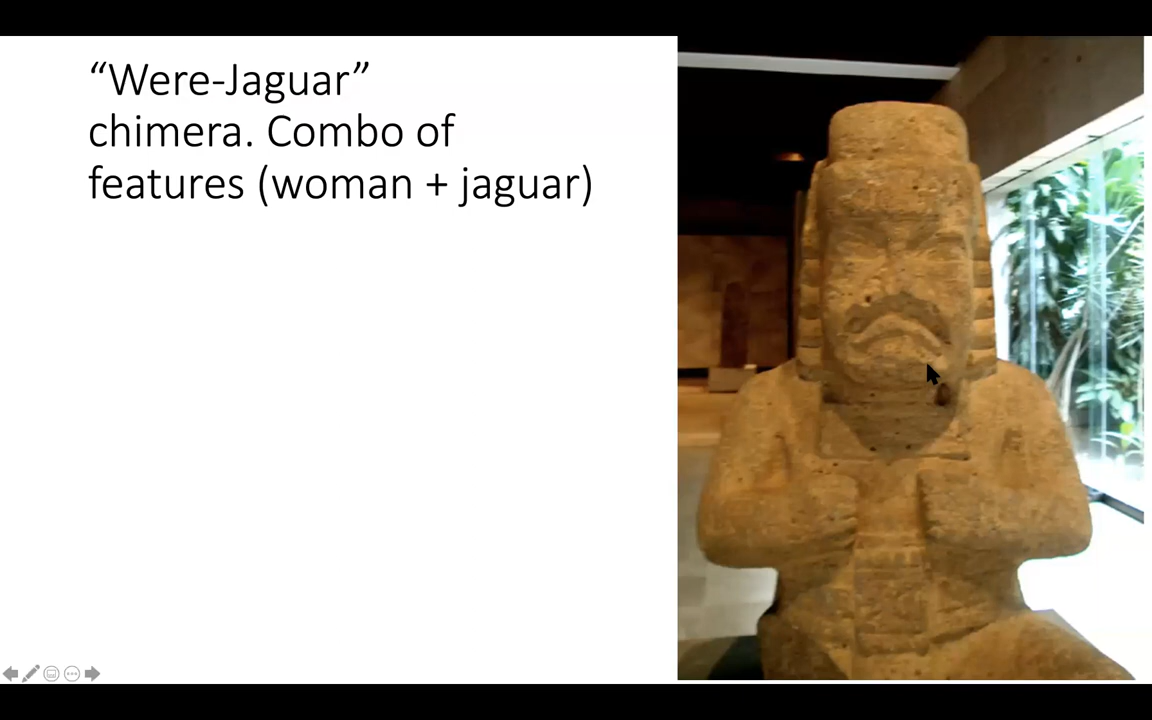 “Were-Jaguar”
chimera. Combo of
features (woman + jaguar)